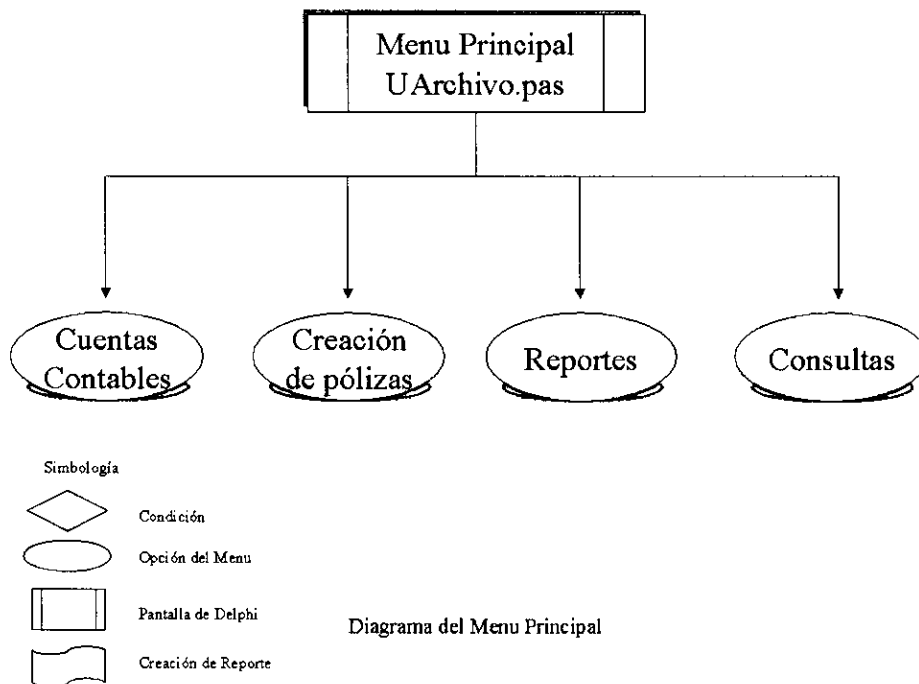 Menu Principal
UArchivo.pas
Cuentas
Contables
Creación
de pólizas
Reportes
Consultas
Simbología
Condición
Opción del Menu
Pantalla de Delphi
Creación de Reporte
Diagrama del Menu Principal